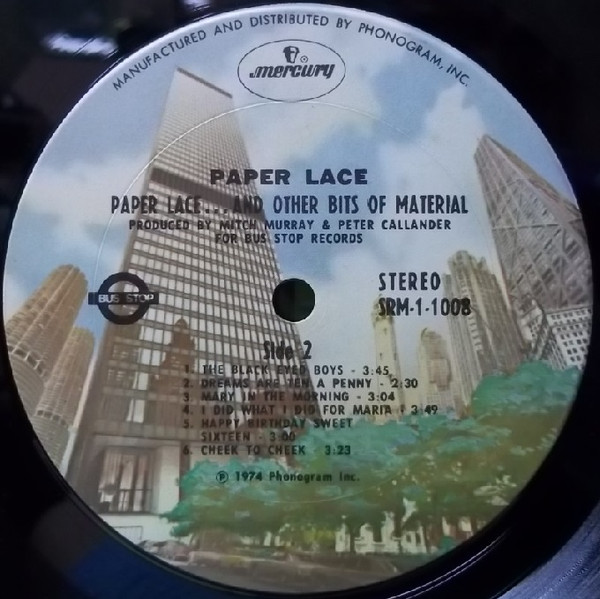 MANUFACTURED AND DISTRIBUTED BY PHONOGRAM, INC.
mercury
PAPER LACE
PAPER LACE...AND OTHER BITS OF MATERIAL
PRODUCED BY MITCH MURRAY & PETER CALLANDER
FOR BUS STOP RECORDS
BUS STOP
STEREO
SRM-1-1008
Side 2
1. THE BLACK EYED BOYS - 3:45
2. DREAMS ARE TEN A PENNY - 2:30
3. MARY IN THE MORNING - 3:04
4. I DID WHAT I DID FOR MARIA - 3:49
5. HAPPY BIRTHDAY SWEET
SIXTEEN - 3:00
6. CHEEK TO CHEEK - 3:23
℗ 1974 Phonogram Inc.